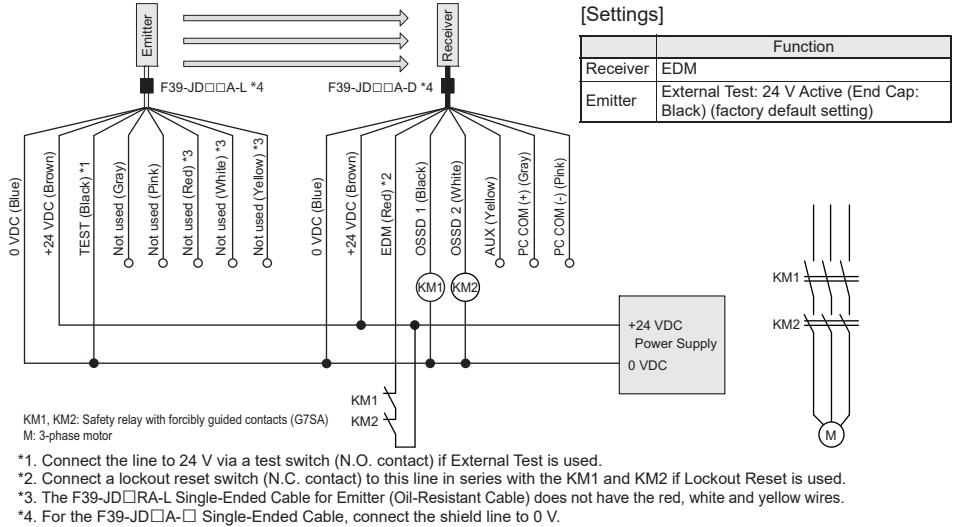 Emitter
Receiver
F39-JD□□A-L *4
F39-JD□□A-D *4
[Settings]
Function
Receiver EDM
Emitter External Test: 24 V Active (End Cap:
Black) (factory default setting)
0 VDC (Blue)
+24 VDC (Brown)
TEST (Black) *1
Not used (Gray)
Not used (Pink)
Not used (Red) *3
Not used (White) *3
Not used (Yellow) *3
0 VDC (Blue)
+24 VDC (Brown)
EDM (Red) *2
OSSD 1 (Black)
OSSD 2 (White)
AUX (Yellow)
PC COM (+) (Gray)
PC COM (-) (Pink)
KM1
KM2
+24 VDC
Power Supply
0 VDC
KM1
KM2
KM1
KM2
M
KM1, KM2: Safety relay with forcibly guided contacts (G7SA)
M: 3-phase motor
*1. Connect the line to 24 V via a test switch (N.O. contact) if External Test is used.
*2. Connect a lockout reset switch (N.C. contact) to this line in series with the KM1 and KM2 if Lockout Reset is used.
*3. The F39-JD□RA-L Single-Ended Cable for Emitter (Oil-Resistant Cable) does not have the red, white and yellow wires.
*4. For the F39-JD□A-□ Single-Ended Cable, connect the shield line to 0 V.